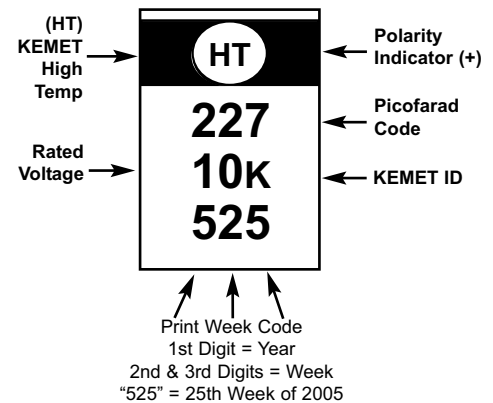 (HT)
KEMET
High
Temp
HT
Polarity
Indicator (+)
227
Picofarad
Code
Rated
Voltage
10K
KEMET ID
525
Print Week Code
1st Digit = Year
2nd & 3rd Digits = Week
“525” = 25th Week of 2005